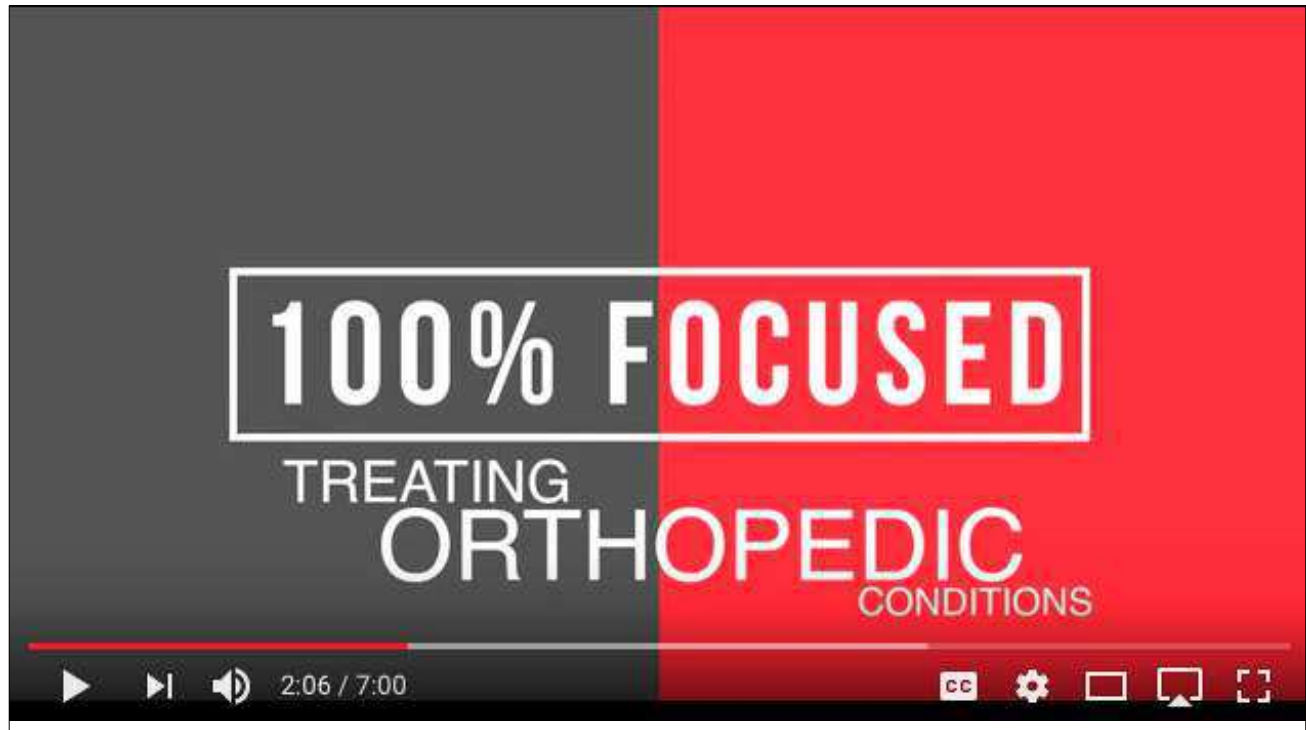 100% FOCUSED
TREATING
ORTHOPEDIC
CONDITIONS
2:06 / 7:00
CC